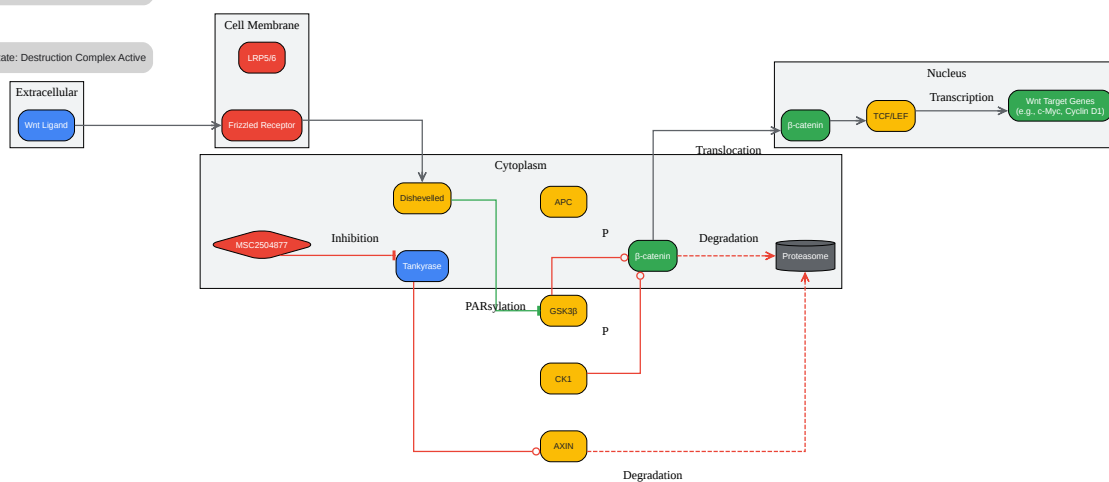 ate: Destruction Complex Active
Extracellular
Wnt Ligand
Cell Membrane
LRP5/6
Frizzled Receptor
Nucleus
β-catenin
TCF/LEF
Transcription
Wnt Target Genes
(e.g., c-Myc, Cyclin D1)
Translocation
Cytoplasm
Dishevelled
APC
MSC2504877
Inhibition
Tankyrase
P
β-catenin
Degradation
Proteasome
PARsylation
GSK3β
P
CK1
AXIN
Degradation